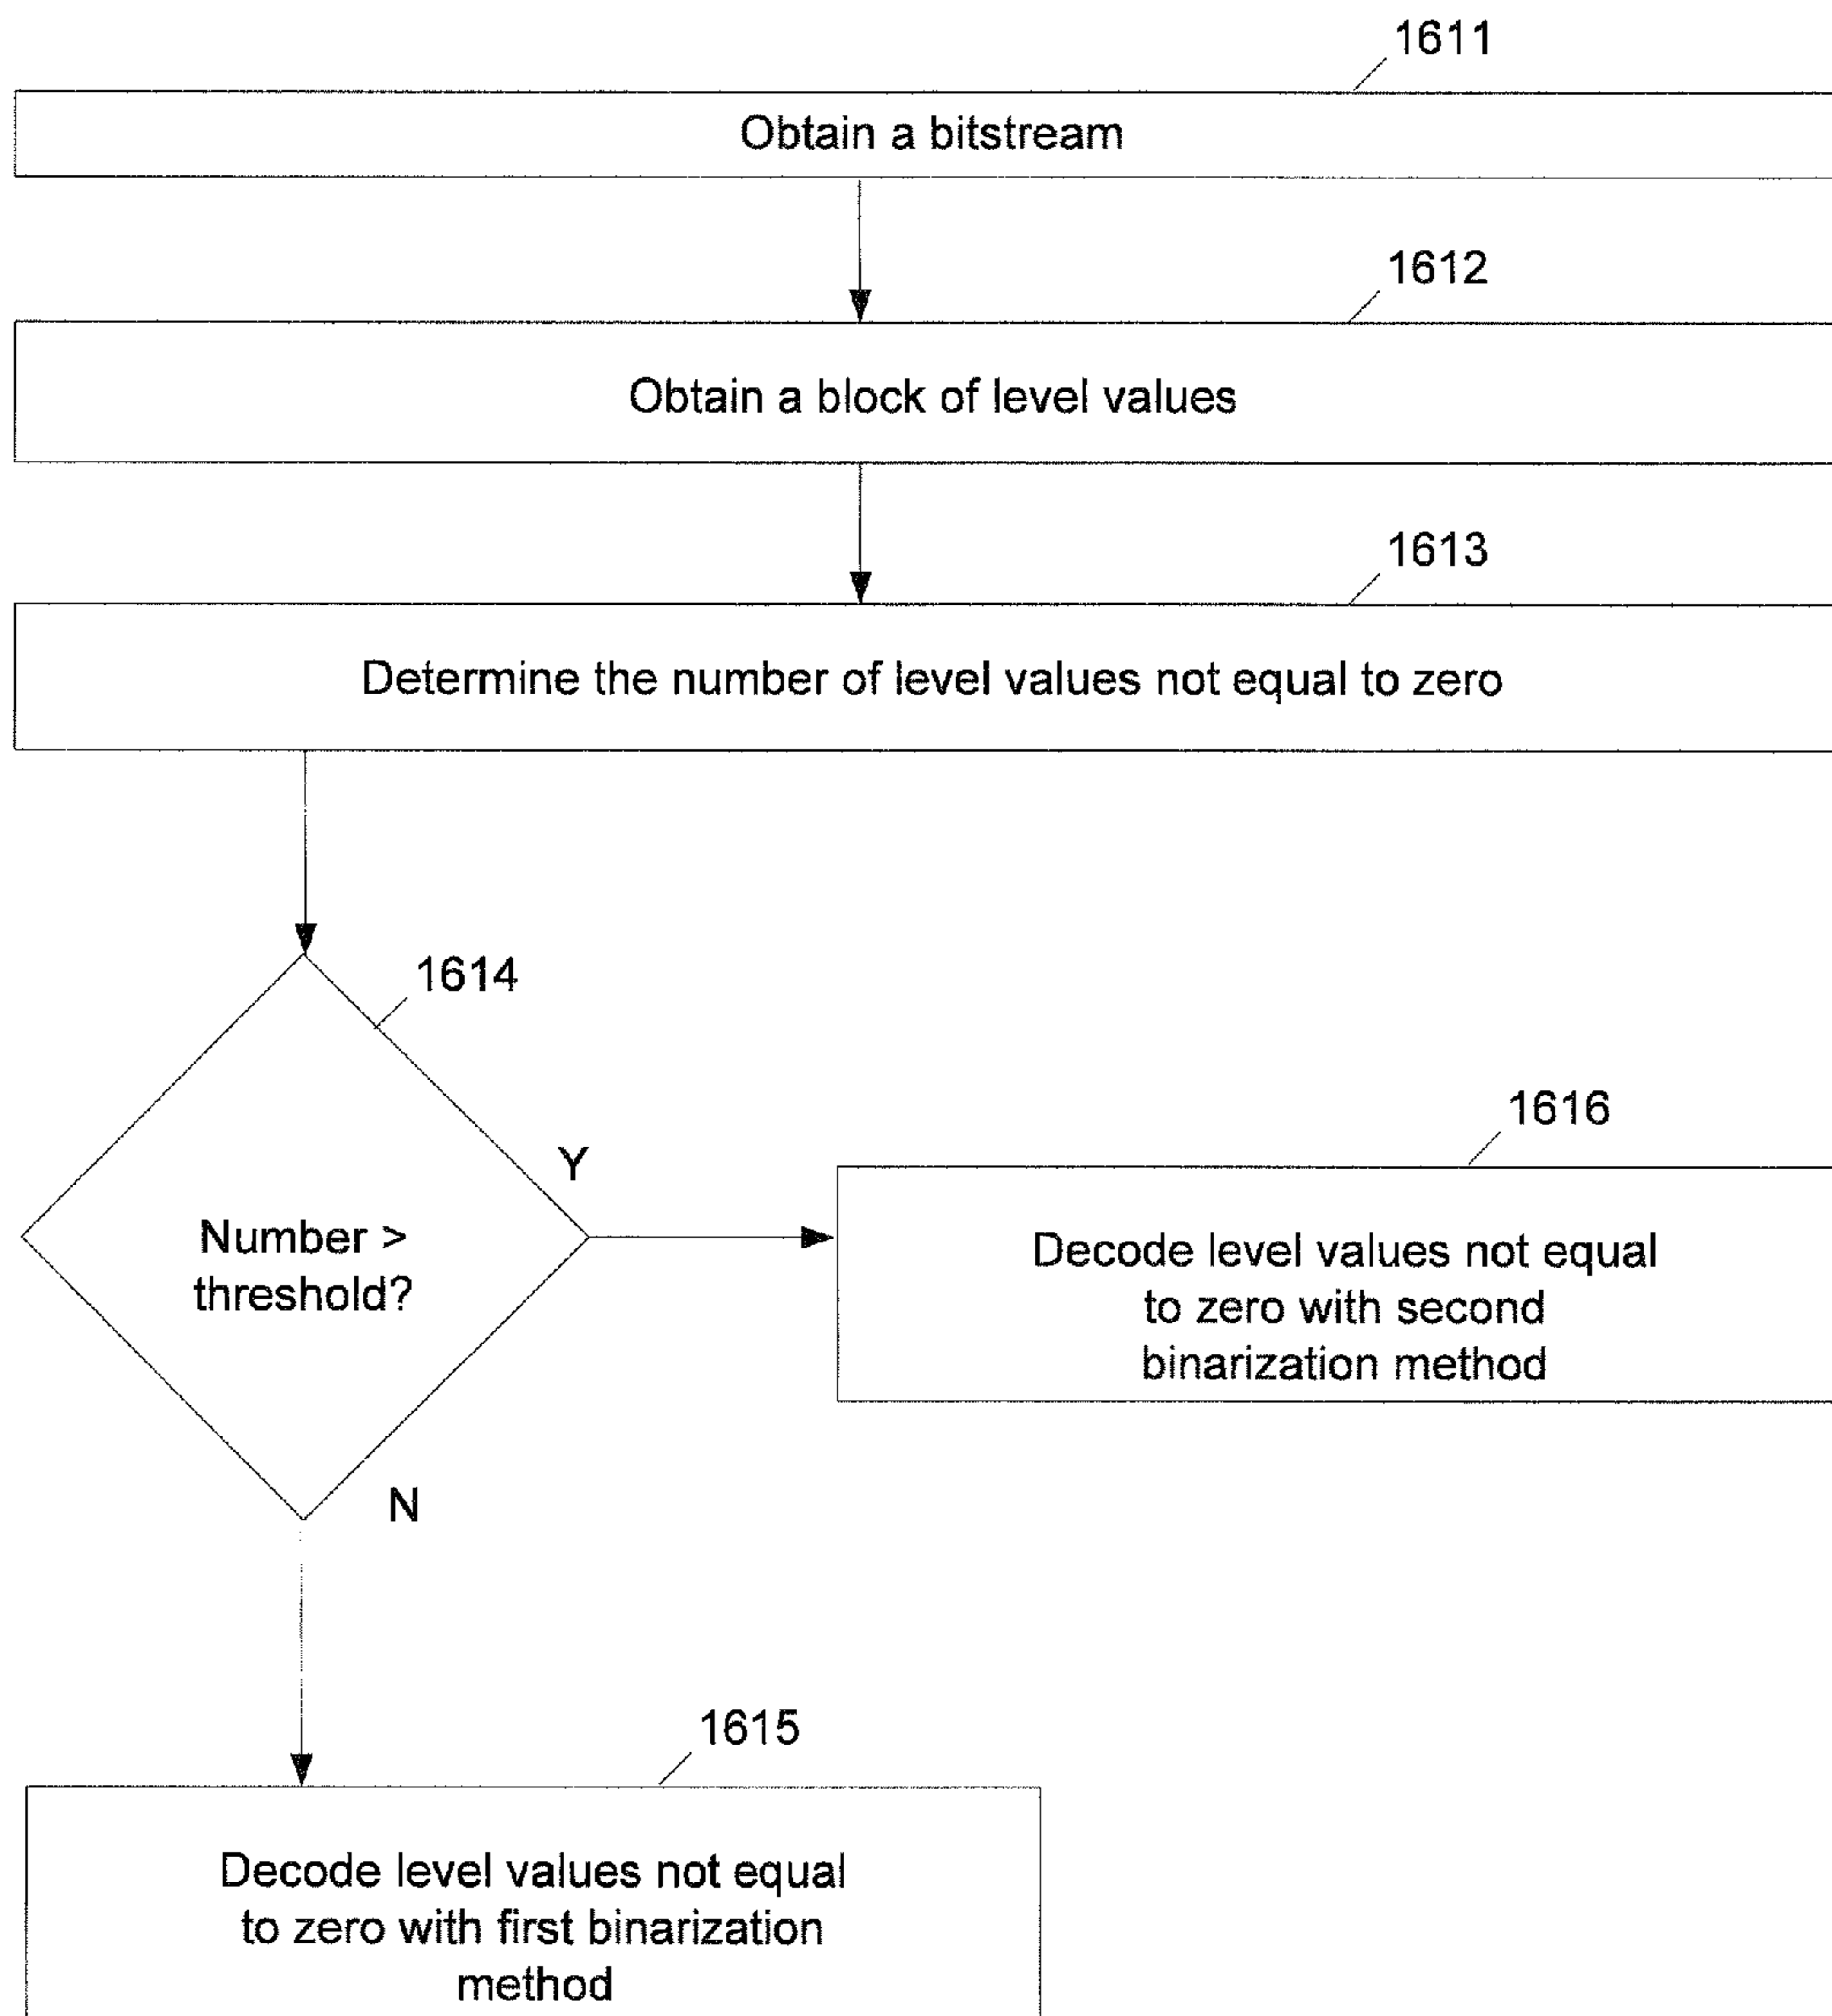 1611
Obtain a bitstream
1612
Obtain a block of level values
1613
Determine the number of level values not equal to zero
1614
Number >
threshold?
Y
N
1616
Decode level values not equal
to zero with second
binarization method
1615
Decode level values not equal
to zero with first binarization
method